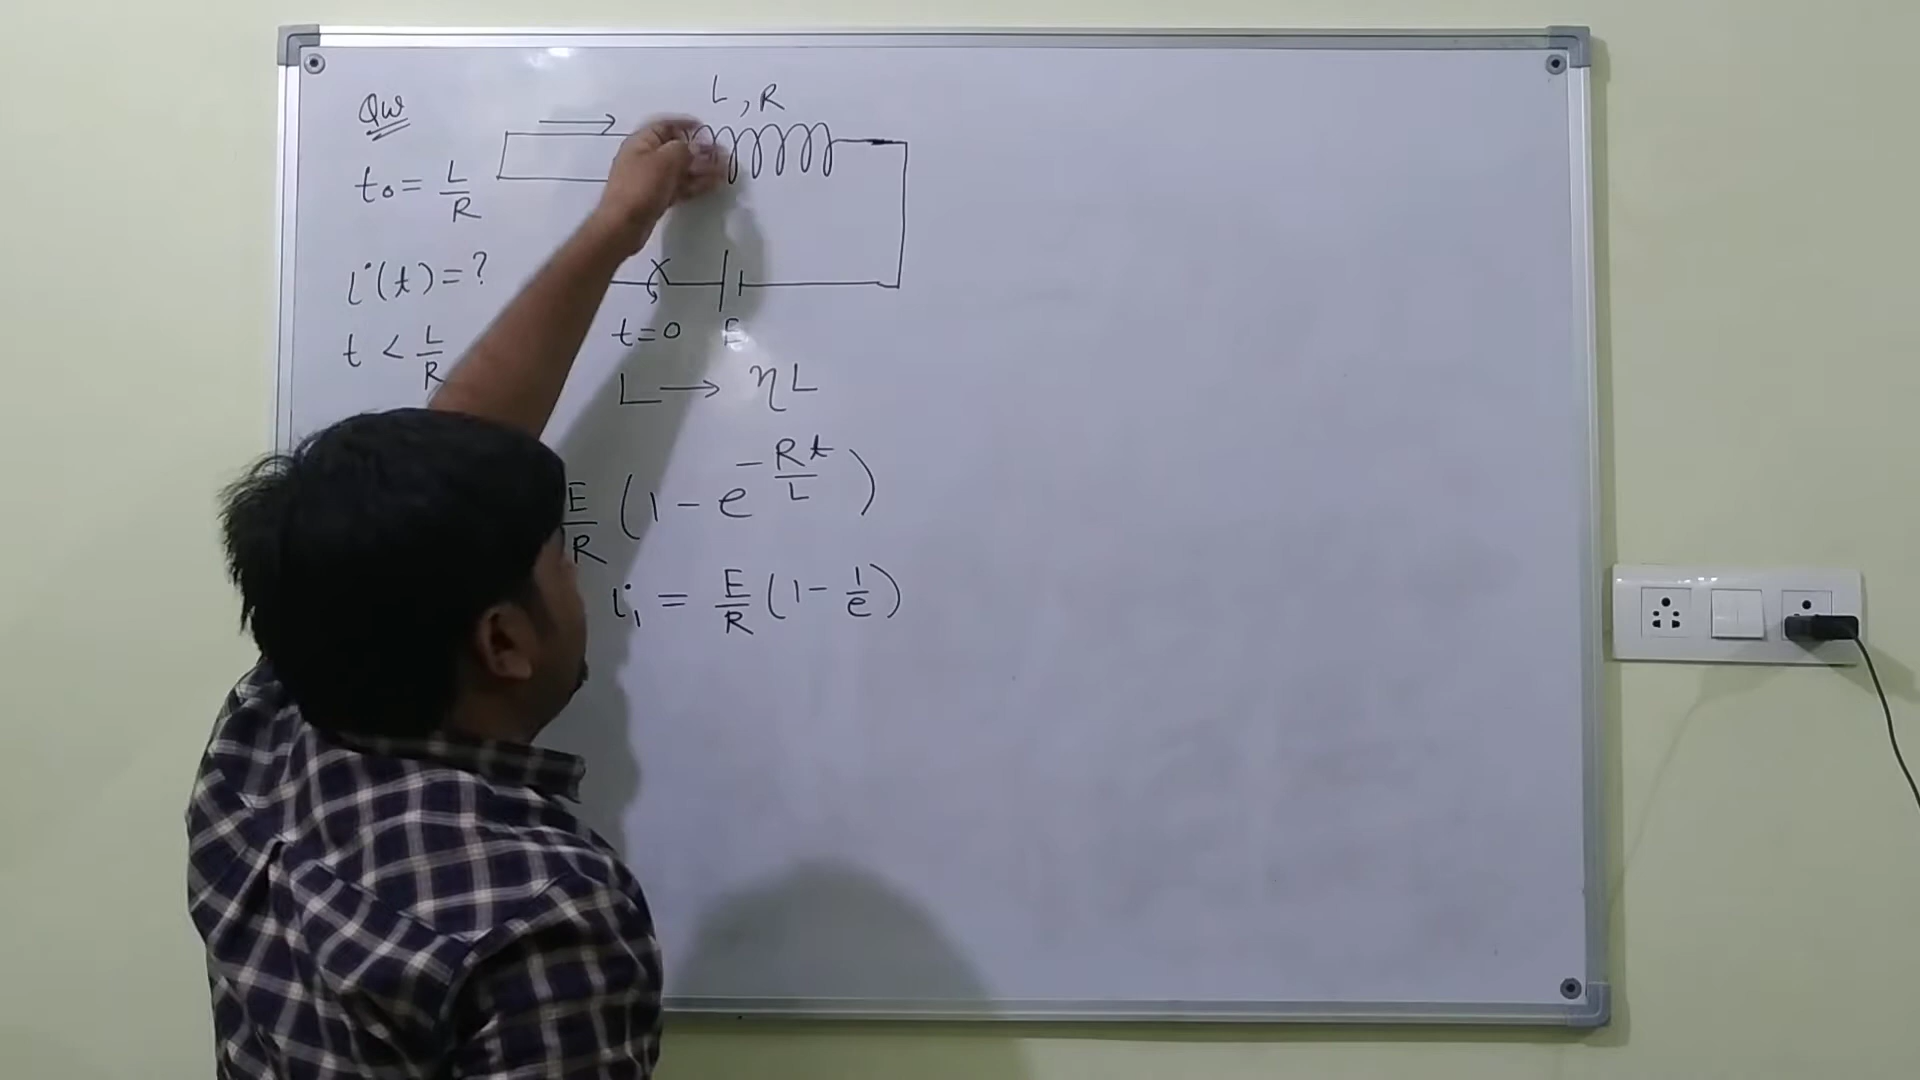 Qw
L, R
t₀ = L/R
i(t) = ?
t = 0 E
t < L/R
L → ηL
E/R (1 - e^(-Rt/L))
i₁ = E/R (1 - 1/e)